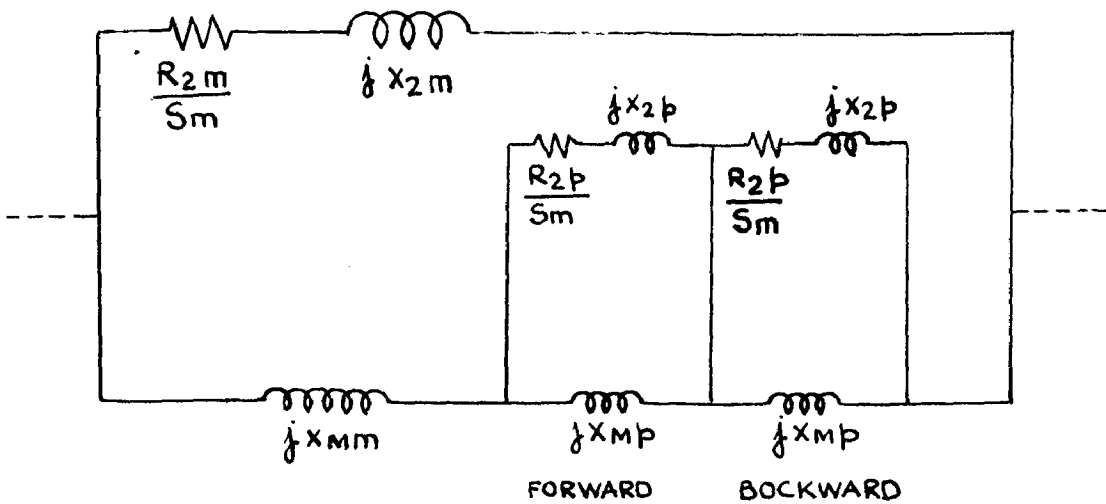 R2m
Sm
j x2m
j x2p
j x2p
R2p
Sm
R2p
Sm
j xMm
j xMp
j xMp
FORWARD
BOCKWARD